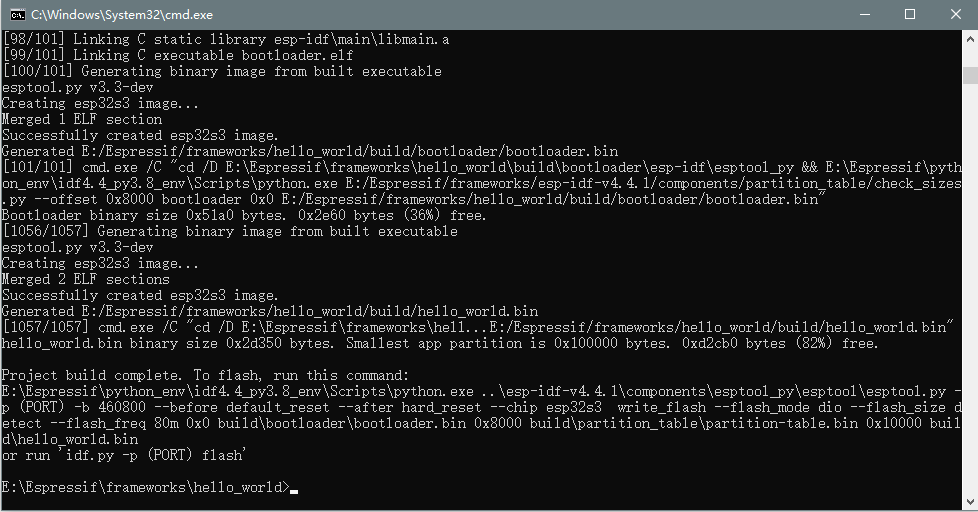 C:\Windows\System32\cmd.exe
[98/101] Linking C static library esp-idf\main\libmain.a
[99/101] Linking C executable bootloader.elf
[100/101] Generating binary image from built executable
esptool.py v3.3-dev
Creating esp32s3 image...
Merged 1 ELF section
Successfully created esp32s3 image.
Generated E:/Espressif/frameworks/hello_world/build/bootloader/bootloader.bin
[101/101] cmd.exe /C "cd /D E:\Espressif\frameworks\hello_world\build\bootloader\esp-idf\esptool_py && E:\Espressif\pyth
on_env\idf4.4_py3.8_env\Scripts\python.exe E:/Espressif/frameworks/esp-idf-v4.4.1/components/partition_table/check_sizes
.py --offset 0x8000 bootloader 0x0 E:/Espressif/frameworks/hello_world/build/bootloader/bootloader.bin"
Bootloader binary size 0x51a0 bytes. 0x2e60 bytes (36%) free.
[1056/1057] Generating binary image from built executable
esptool.py v3.3-dev
Creating esp32s3 image...
Merged 2 ELF sections
Successfully created esp32s3 image.
Generated E:/Espressif/frameworks/hello_world/build/hello_world.bin
[1057/1057] cmd.exe /C "cd /D E:\Espressif\frameworks\hell...E:/Espressif/frameworks/hello_world/build/hello_world.bin"
hello_world.bin binary size 0x2d350 bytes. Smallest app partition is 0x100000 bytes. 0xd2cb0 bytes (82%) free.
Project build complete. To flash, run this command:
E:\Espressif\python_env\idf4.4_py3.8_env\Scripts\python.exe ..\esp-idf-v4.4.1\components\esptool_py\esptool\esptool.py -
p (PORT) -b 460800 --before default_reset --after hard_reset --chip esp32s3  write_flash --flash_mode dio --flash_size d
etect --flash_freq 80m 0x0 build\bootloader\bootloader.bin 0x8000 build\partition_table\partition-table.bin 0x10000 buil
d\hello_world.bin
or run 'idf.py -p (PORT) flash'
E:\Espressif\frameworks\hello_world>